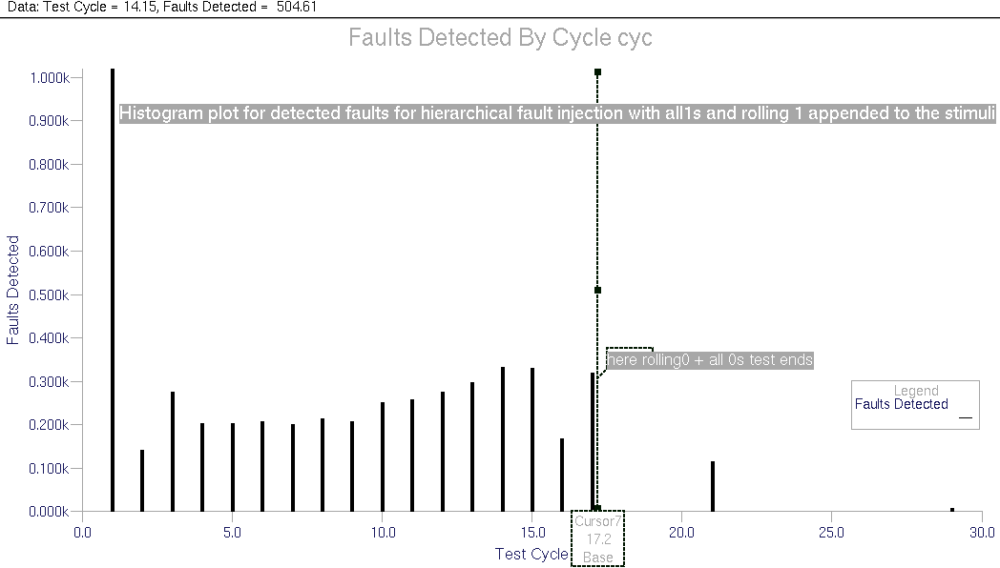 Data: Test Cycle = 14.15, Faults Detected = 504.61
Faults Detected By Cycle cyc
1.000k
Histogram plot for detected faults for hierarchical fault injection with all1s and rolling 1 appended to the stimuli
0.900k
0.800k
0.700k
0.600k
0.500k
0.400k
0.300k
0.200k
0.100k
0.000k
Faults Detected
here rolling0 + all 0s test ends
Legend
Faults Detected
0.0 5.0 10.0 15.0 20.0 25.0 30.0
Test Cycle
Cursor7
17.2
Base